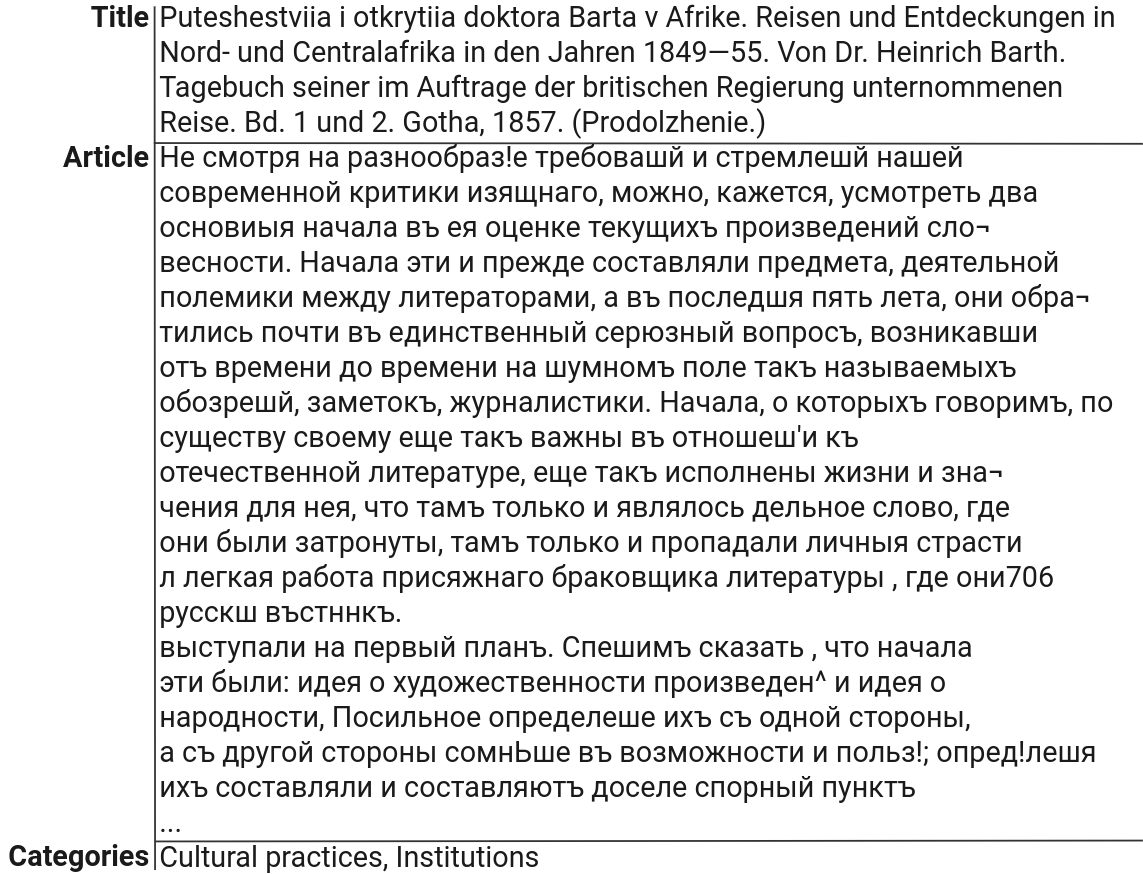 Title Puteshestviia i otkrytiia doktora Barta v Afrike. Reisen und Entdeckungen in
Nord- und Centralafrika in den Jahren 1849—55. Von Dr. Heinrich Barth.
Tagebuch seiner im Auftrage der britischen Regierung unternommenen
Reise. Bd. 1 und 2. Gotha, 1857. (Prodolzhenie.)
Article Не смотря на разнообраз!е требовашй и стремлешй нашей
современной критики изящнаго, можно, кажется, усмотреть два
основиыя начала въ ея оценке текущихъ произведений сло¬
весности. Начала эти и прежде составляли предмета, деятельной
полемики между литераторами, а въ последшя пять лета, они обра¬
тились почти въ единственный серюзный вопросъ, возникавши
отъ времени до времени на шумномъ поле такъ называемыхъ
обозрешй, заметокъ, журналистики. Начала, о которыхъ говоримъ, по
существу своему еще такъ важны въ отношеш'и къ
отечественной литературе, еще такъ исполнены жизни и зна¬
чения для нея, что тамъ только и являлось дельное слово, где
они были затронуты, тамъ только и пропадали личныя страсти
л легкая работа присяжнаго браковщика литературы , где они706
русскш въстннкъ.
выступали на первый планъ. Спешимъ сказать , что начала
эти были: идея о художественности произведен^ и идея о
народности, Посильное определеше ихъ съ одной стороны,
а съ другой стороны сомнЬше въ возможности и польз!; опред!лешя
ихъ составляли и составляютъ доселе спорный пунктъ
...
Categories Cultural practices, Institutions